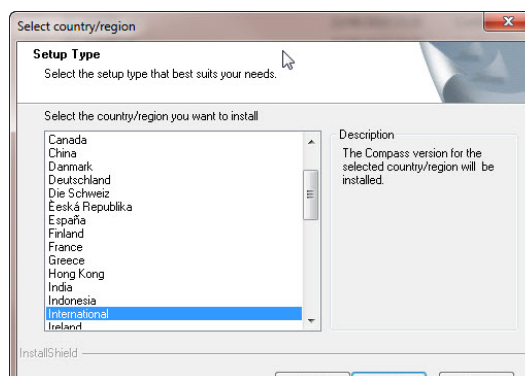 Select country/region
Setup Type
Select the setup type that best suits your needs.
Select the country/region you want to install
Canada
China
Danmark
Deutschland
Die Schweiz
Èeská Republika
España
Finland
France
Greece
Hong Kong
India
Indonesia
International
Ireland
Description
The Compass version for the
selected country/region will be
installed.
InstallShield